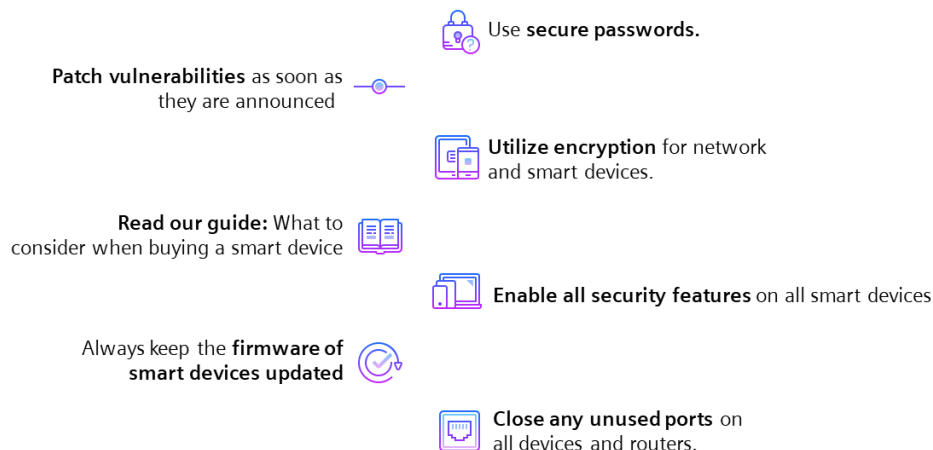 Use secure passwords.
Patch vulnerabilities as soon as
they are announced
Utilize encryption for network
and smart devices.
Read our guide: What to
consider when buying a smart device
Enable all security features on all smart devices
Always keep the firmware of
smart devices updated
Close any unused ports on
all devices and routers.